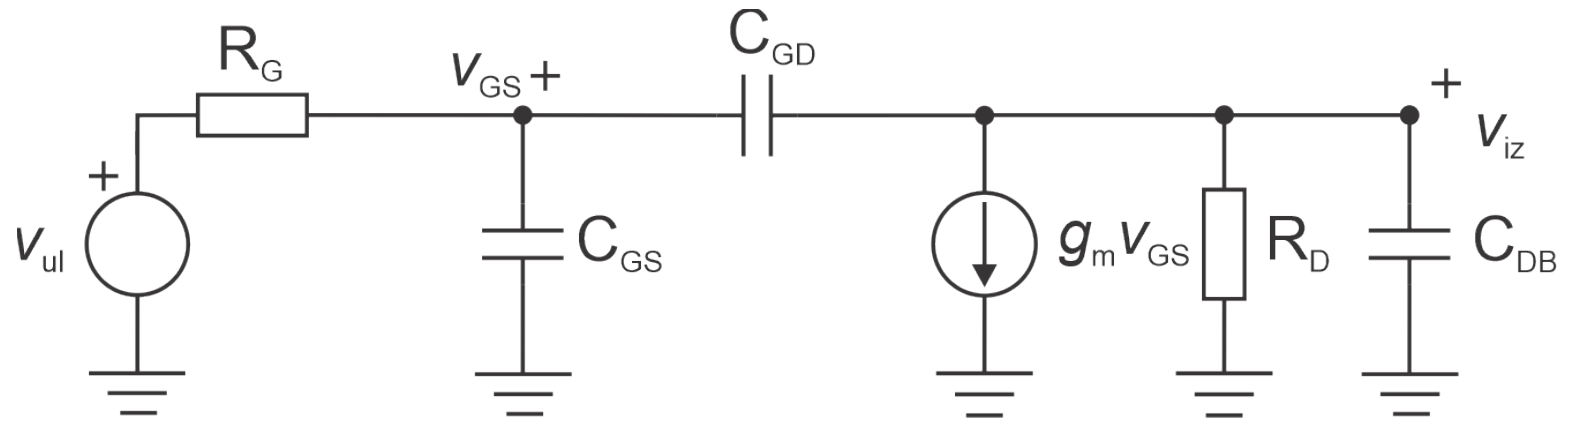 R_G
v_GS +
C_GD
+
v_iz
+
v_ul
C_GS
g_m v_GS
R_D
C_DB